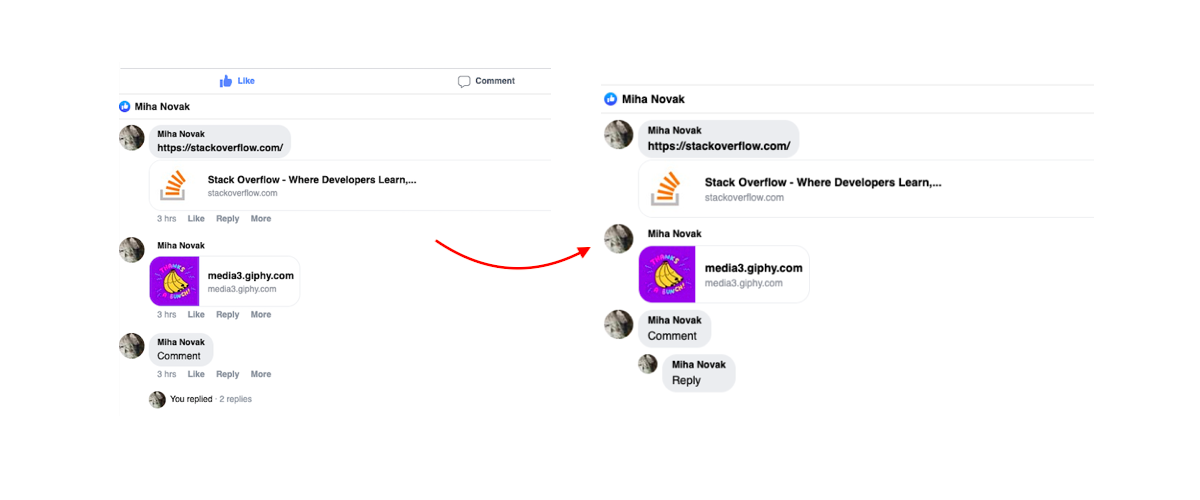 Like
Comment
Miha Novak
Miha Novak
https://stackoverflow.com/
Stack Overflow - Where Developers Learn,...
stackoverflow.com
3 hrs Like Reply More
Miha Novak
THANKS
A BUNCH!
media3.giphy.com
media3.giphy.com
3 hrs Like Reply More
Miha Novak
Comment
3 hrs Like Reply More
You replied · 2 replies
Miha Novak
Miha Novak
https://stackoverflow.com/
Stack Overflow - Where Developers Learn,...
stackoverflow.com
Miha Novak
THANKS
A BUNCH!
media3.giphy.com
media3.giphy.com
Miha Novak
Comment
Miha Novak
Reply